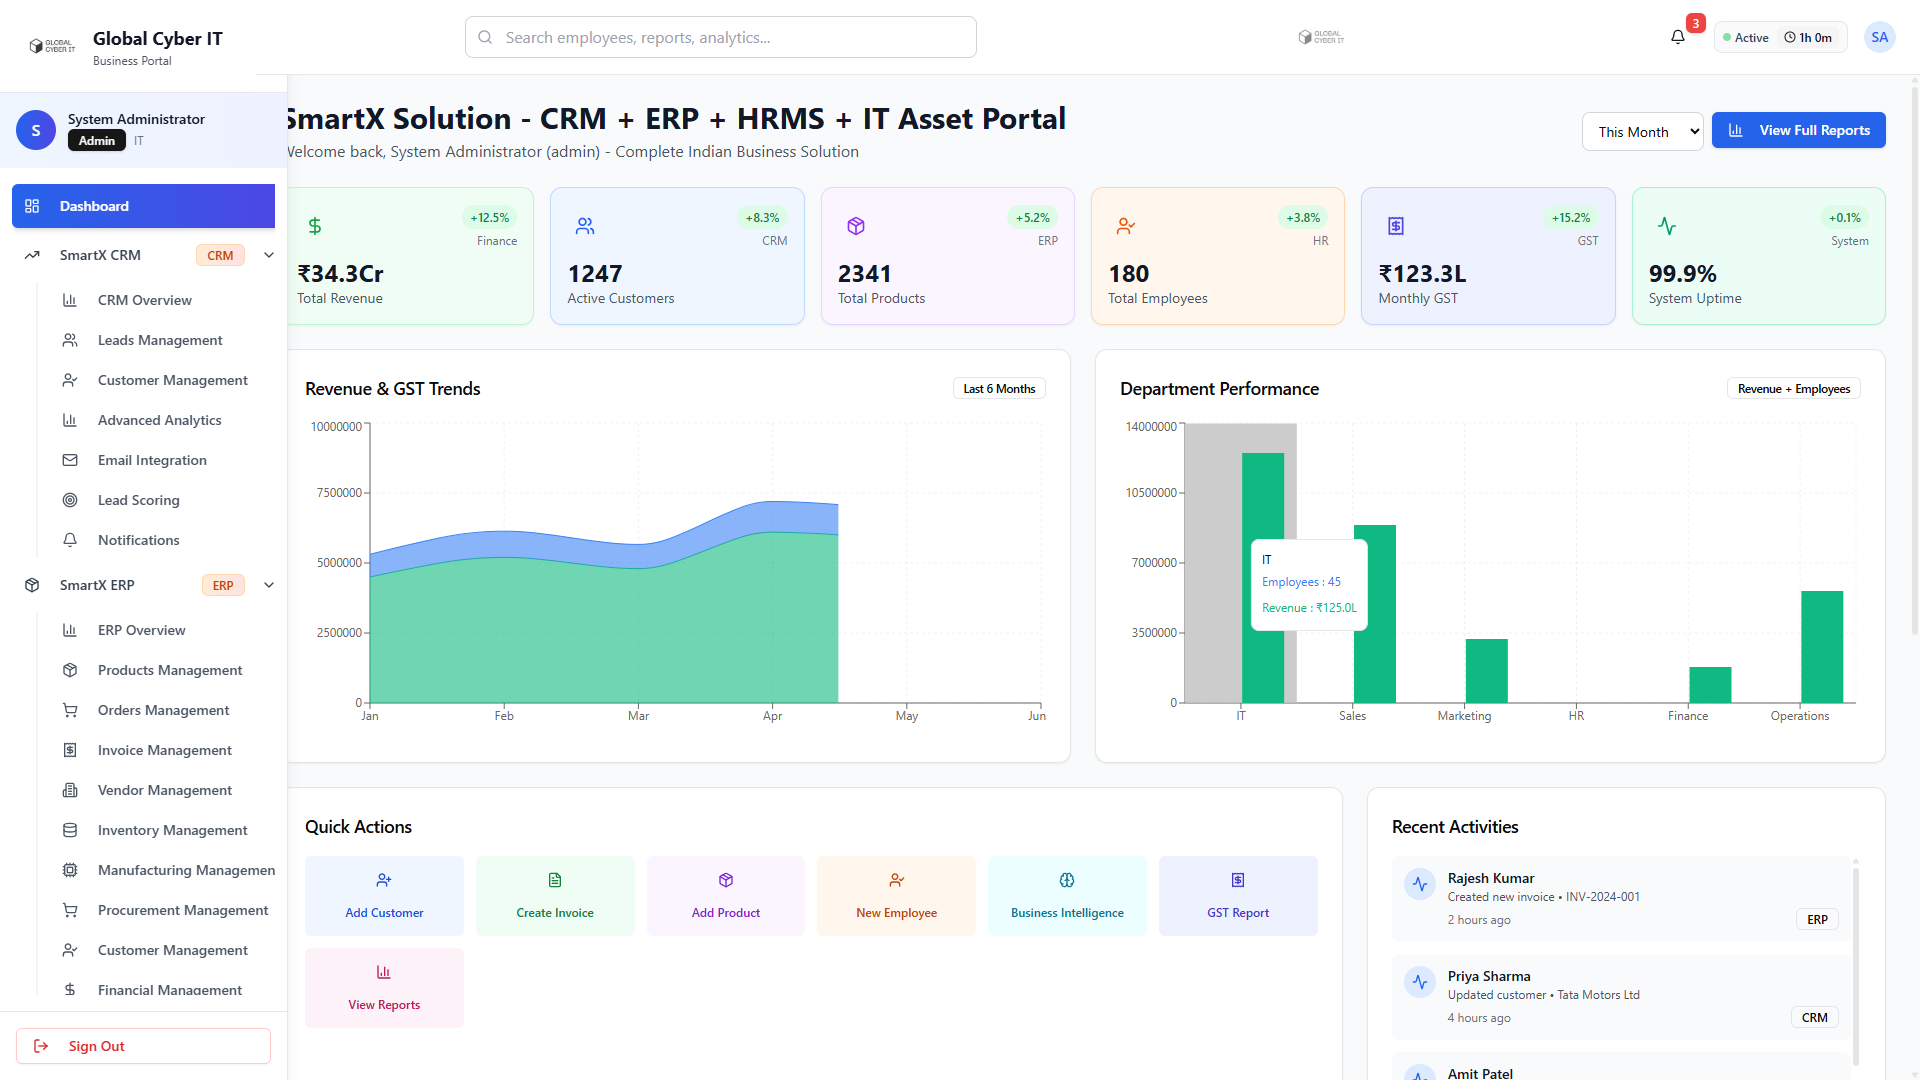 GLOBAL
CYBER IT
Global Cyber IT
Business Portal
Search employees, reports, analytics...
GLOBAL
CYBER IT
3
Active
1h 0m
SA
S
System Administrator
Admin
IT
Dashboard
SmartX CRM
CRM
CRM Overview
Leads Management
Customer Management
Advanced Analytics
Email Integration
Lead Scoring
Notifications
SmartX ERP
ERP
ERP Overview
Products Management
Orders Management
Invoice Management
Vendor Management
Inventory Management
Manufacturing Managemen
Procurement Management
Customer Management
Financial Management
Sign Out
SmartX Solution - CRM + ERP + HRMS + IT Asset Portal
Welcome back, System Administrator (admin) - Complete Indian Business Solution
This Month
View Full Reports
+12.5%
Finance
₹34.3Cr
Total Revenue
+8.3%
CRM
1247
Active Customers
+5.2%
ERP
2341
Total Products
+3.8%
HR
180
Total Employees
+15.2%
GST
₹123.3L
Monthly GST
+0.1%
System
99.9%
System Uptime
Revenue & GST Trends
Last 6 Months
10000000
7500000
5000000
2500000
0
Jan
Feb
Mar
Apr
May
Jun
Department Performance
Revenue + Employees
14000000
10500000
7000000
3500000
0
IT
Employees : 45
Revenue : ₹125.0L
IT
Sales
Marketing
HR
Finance
Operations
Quick Actions
Add Customer
Create Invoice
Add Product
New Employee
Business Intelligence
GST Report
View Reports
Recent Activities
Rajesh Kumar
Created new invoice • INV-2024-001
2 hours ago
ERP
Priya Sharma
Updated customer • Tata Motors Ltd
4 hours ago
CRM
Amit Patel